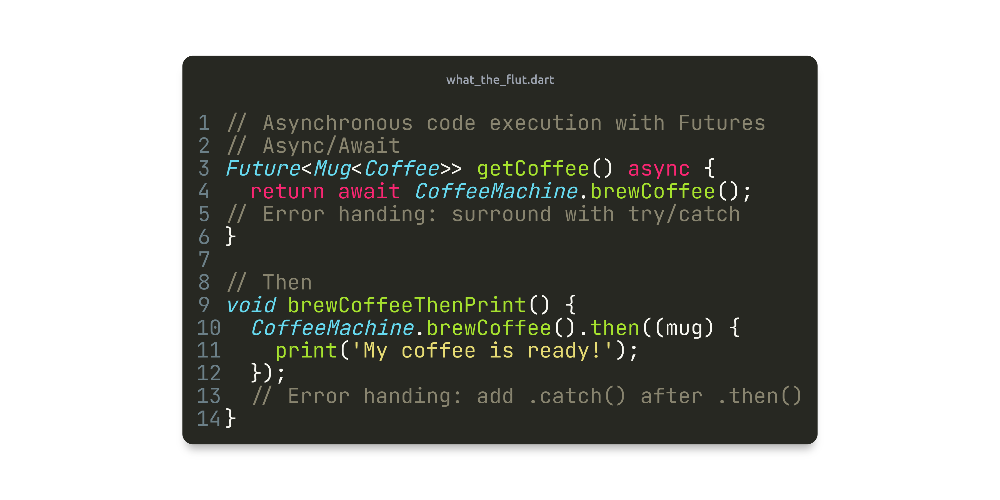 what_the_flut.dart
1 // Asynchronous code execution with Futures
2 // Async/Await
3 Future<Mug<Coffee>> getCoffee() async {
4   return await CoffeeMachine.brewCoffee();
5 // Error handing: surround with try/catch
6 }
7
8 // Then
9 void brewCoffeeThenPrint() {
10   CoffeeMachine.brewCoffee().then((mug) {
11     print('My coffee is ready!');
12   });
13   // Error handing: add .catch() after .then()
14 }